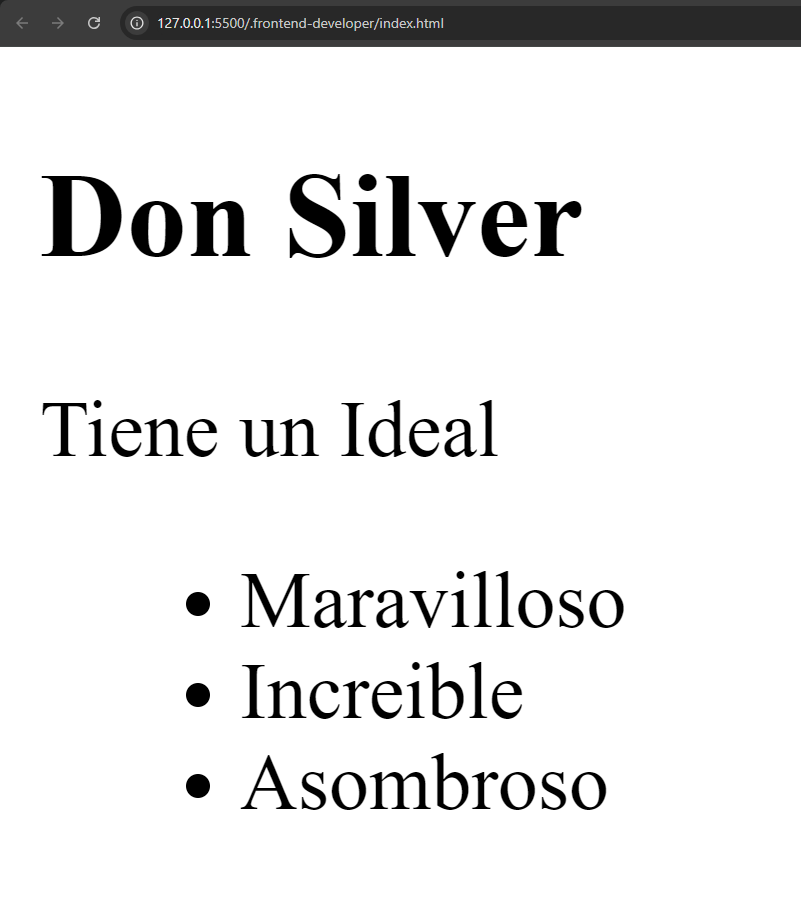 127.0.0.1:5500/.frontend-developer/index.html
Don Silver
Tiene un Ideal
• Maravilloso
• Increible
• Asombroso